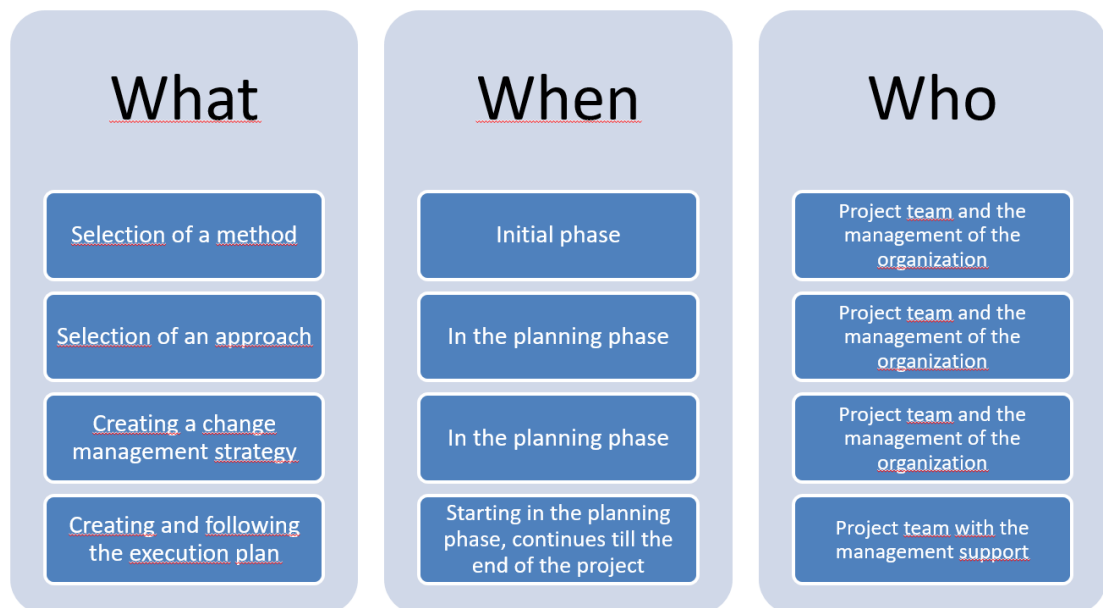 What
Selection of a method
Selection of an approach
Creating a change
management strategy
Creating and following
the execution plan
When
Initial phase
In the planning phase
In the planning phase
Starting in the planning
phase, continues till the
end of the project
Who
Project team and the
management of the
organization
Project team and the
management of the
organization
Project team and the
management of the
organization
Project team with the
management support